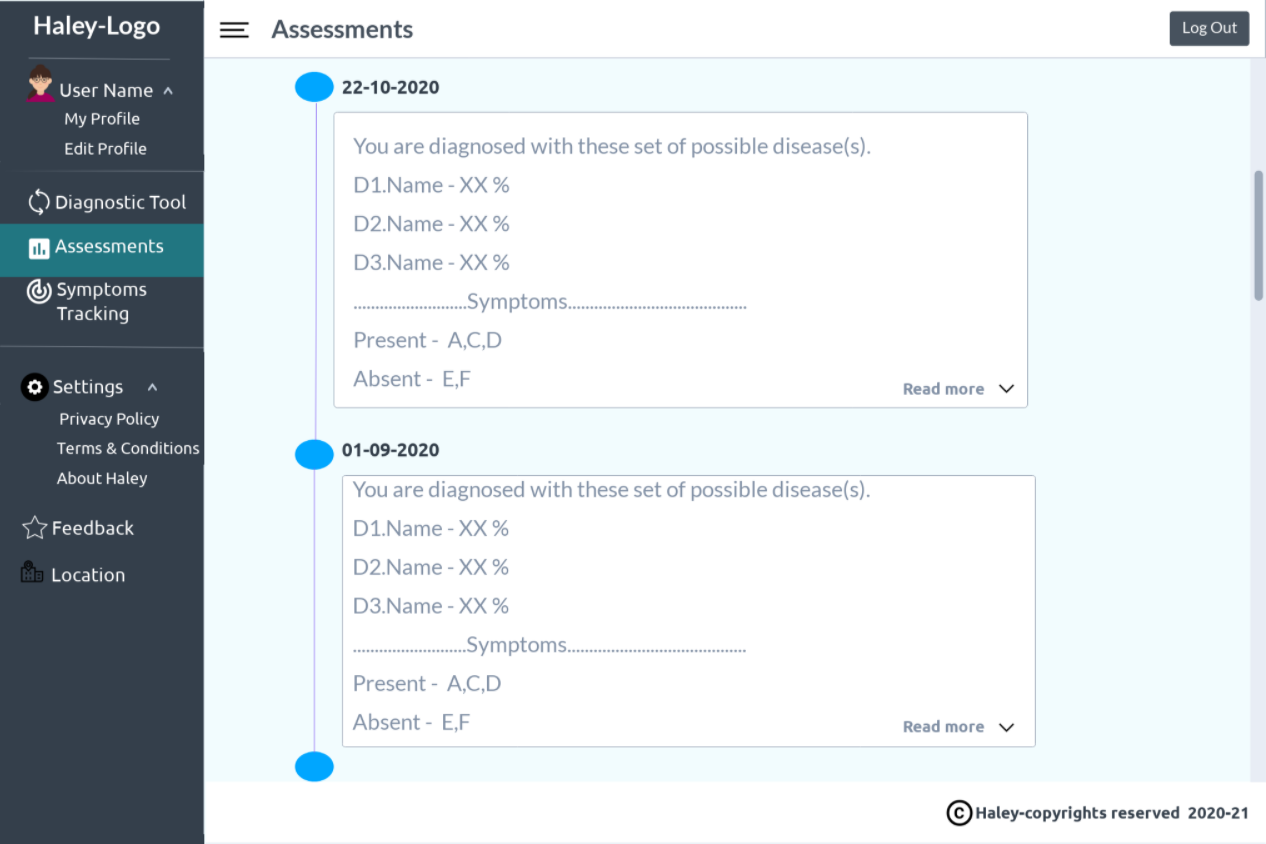 Haley-Logo
User Name
My Profile
Edit Profile
Diagnostic Tool
Assessments
Symptoms
Tracking
Settings
Privacy Policy
Terms & Conditions
About Haley
Feedback
Location
Assessments
Log Out
22-10-2020
You are diagnosed with these set of possible disease(s).
D1.Name - XX %
D2.Name - XX %
D3.Name - XX %
..........................Symptoms.........................................
Present -  A,C,D
Absent -  E,F
Read more
01-09-2020
You are diagnosed with these set of possible disease(s).
D1.Name - XX %
D2.Name - XX %
D3.Name - XX %
..........................Symptoms.........................................
Present -  A,C,D
Absent -  E,F
Read more
© Haley-copyrights reserved  2020-21